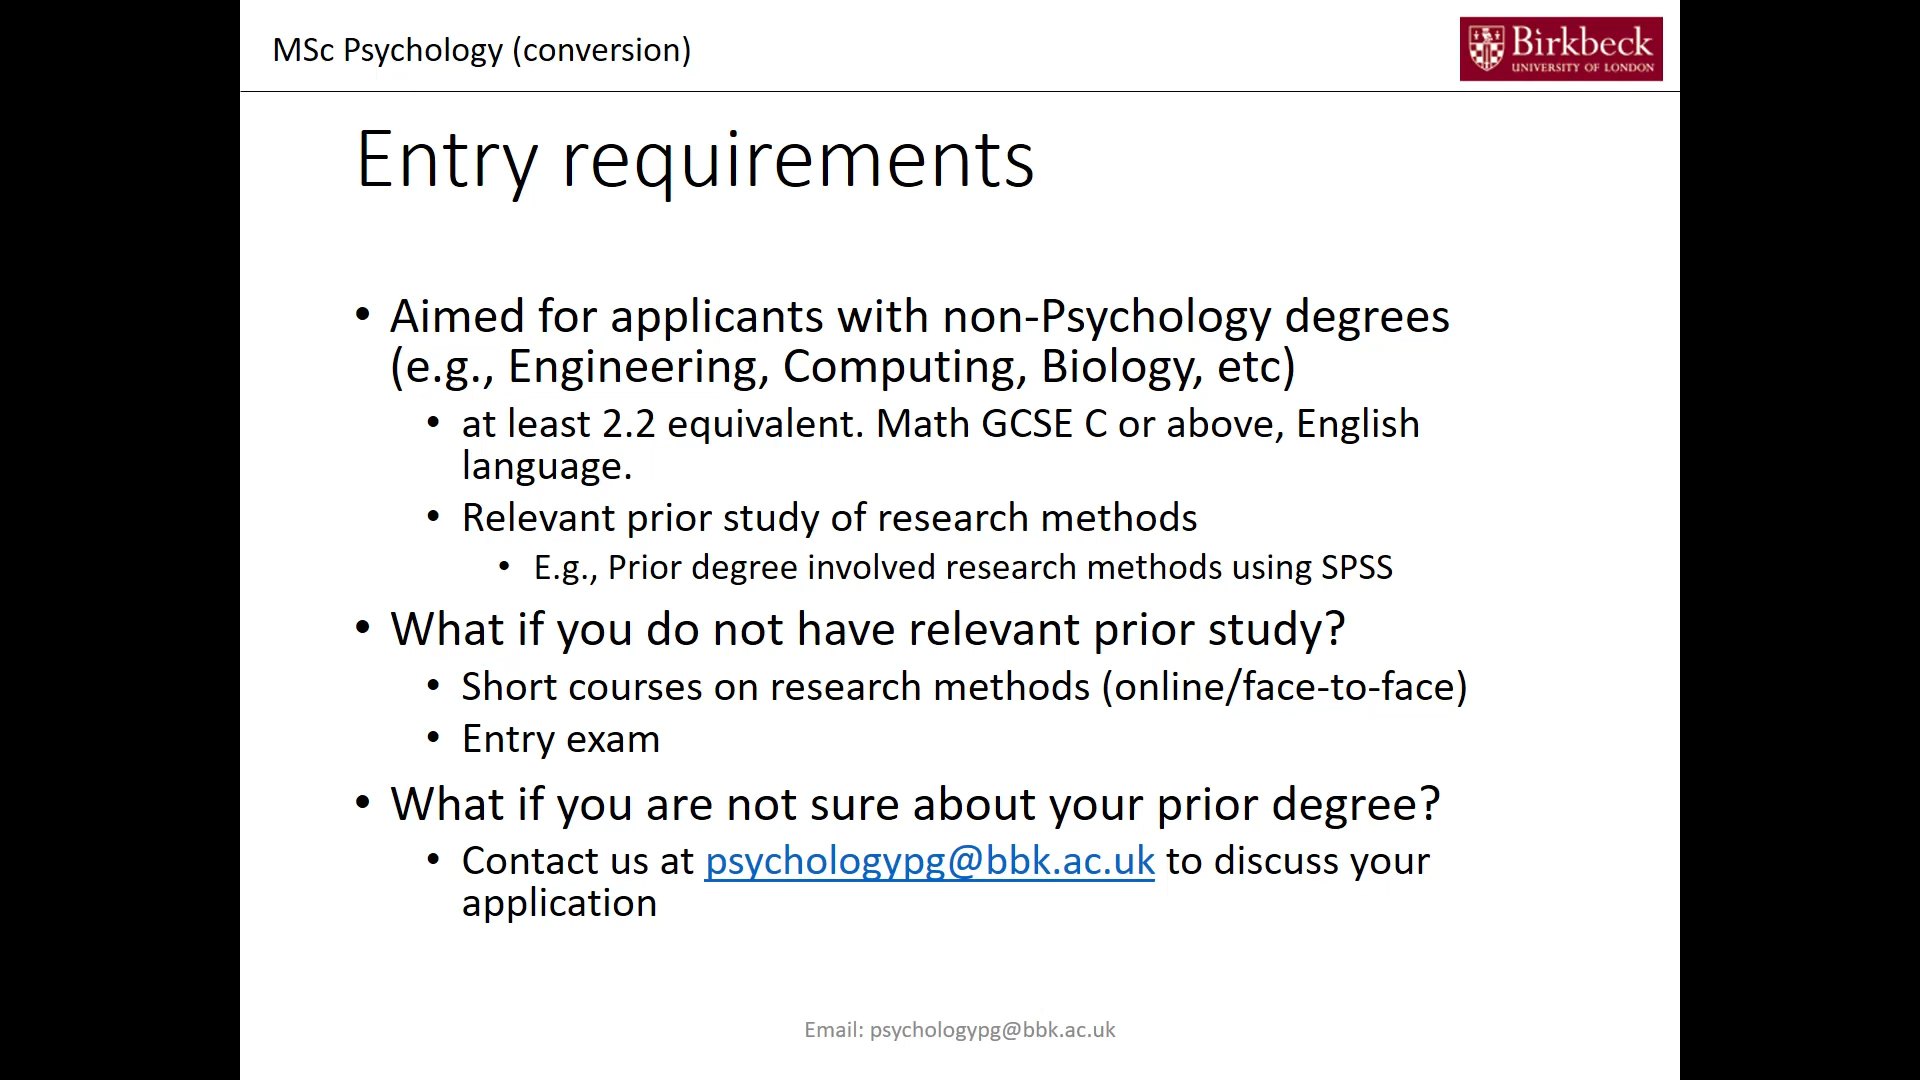 MSc Psychology (conversion)
Birkbeck
UNIVERSITY OF LONDON
Entry requirements
• Aimed for applicants with non-Psychology degrees
(e.g., Engineering, Computing, Biology, etc)
• at least 2.2 equivalent. Math GCSE C or above, English
language.
• Relevant prior study of research methods
• E.g., Prior degree involved research methods using SPSS
• What if you do not have relevant prior study?
• Short courses on research methods (online/face-to-face)
• Entry exam
• What if you are not sure about your prior degree?
• Contact us at psychologypg@bbk.ac.uk to discuss your
application
Email: psychologypg@bbk.ac.uk